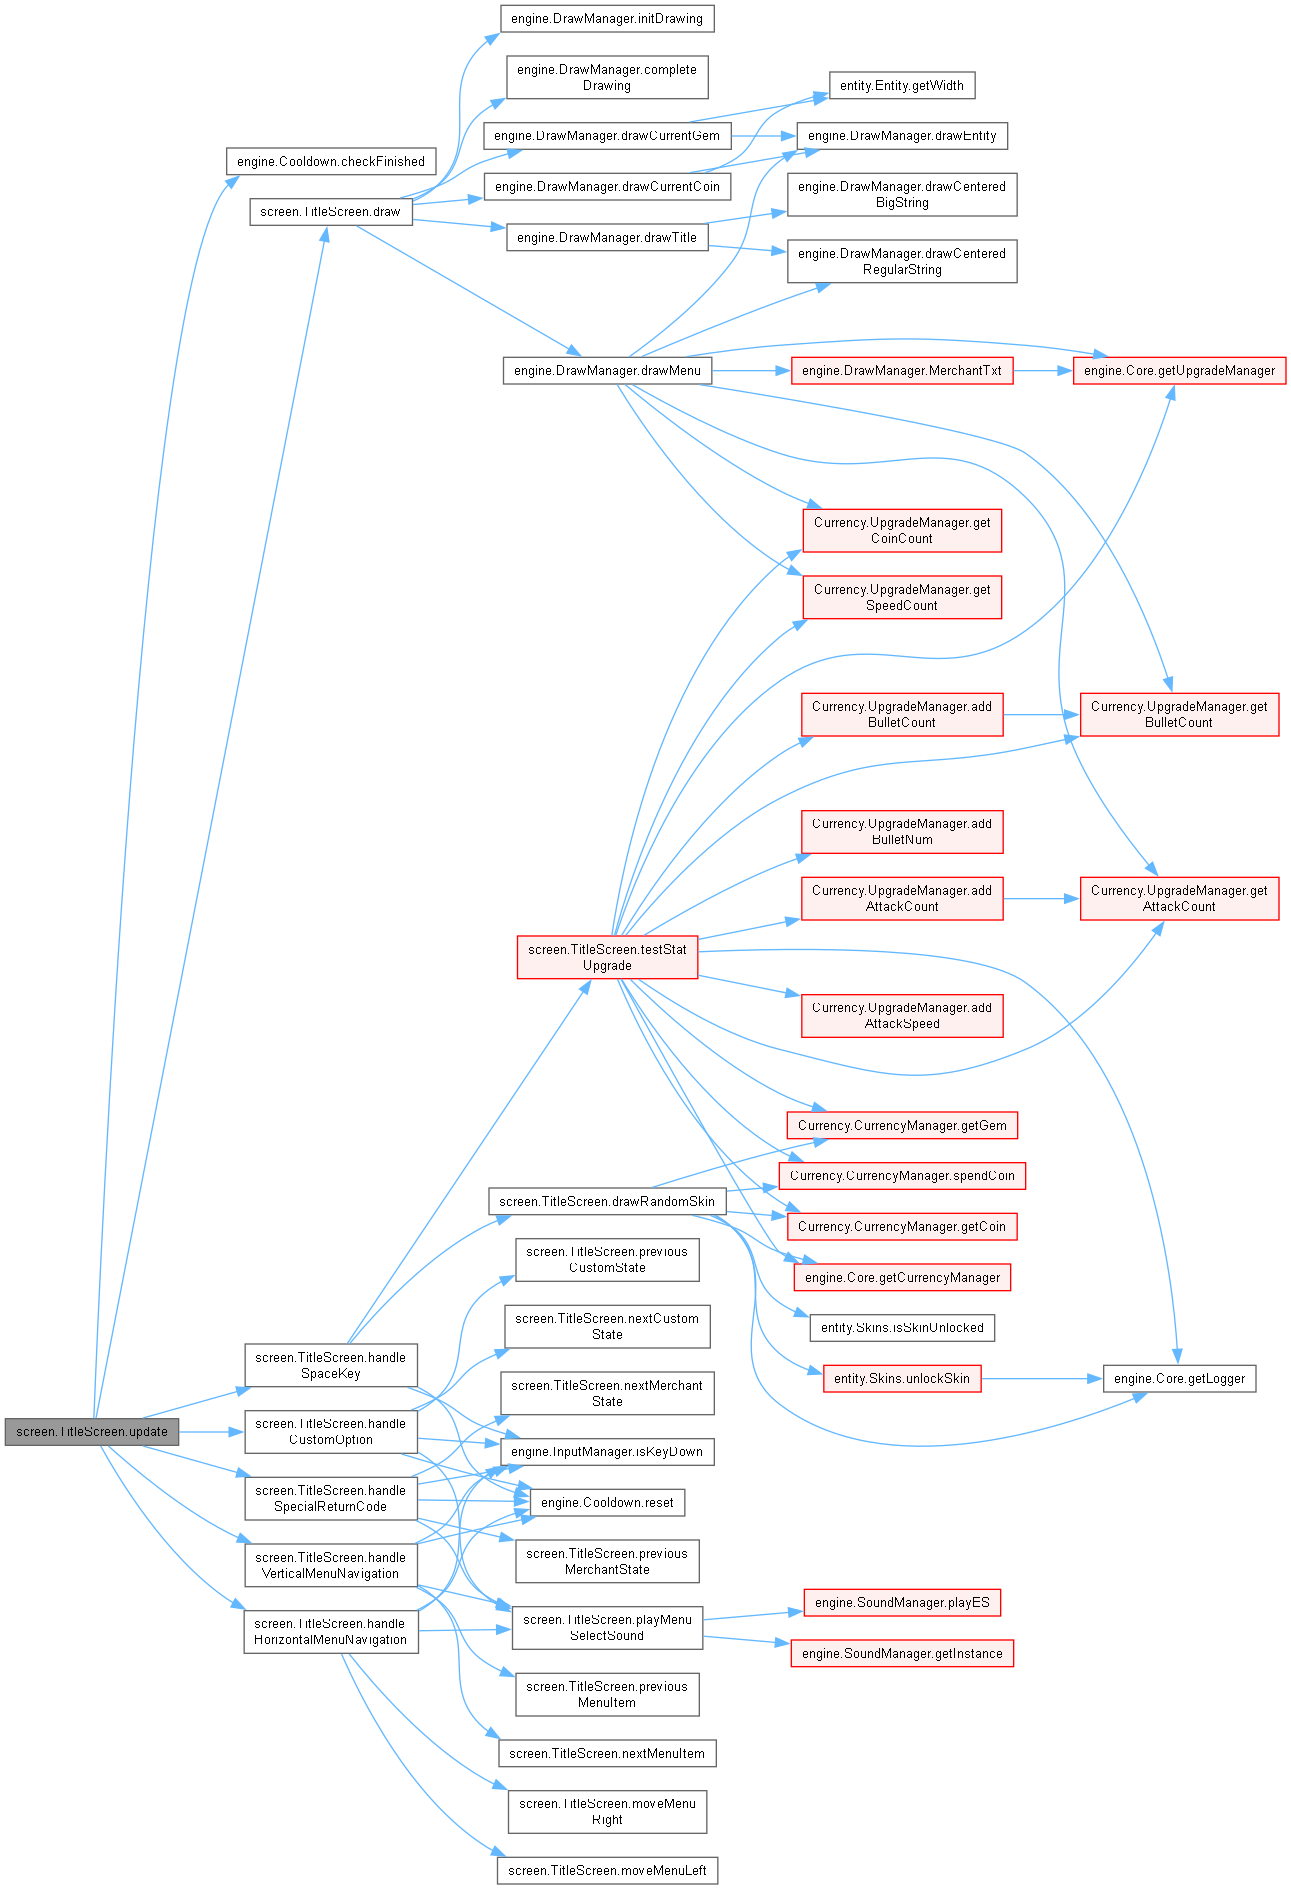 engine.DrawManager.initDrawing
engine.DrawManager.complete
Drawing
entity.Entity.getWidth
engine.DrawManager.drawCurrentGem
engine.DrawManager.drawEntity
engine.Cooldown.checkFinished
engine.DrawManager.drawCurrentCoin
engine.DrawManager.drawCentered
BigString
screen.TitleScreen.draw
engine.DrawManager.drawTitle
engine.DrawManager.drawCentered
RegularString
engine.DrawManager.drawMenu
engine.DrawManager.MerchantTxt
engine.Core.getUpgradeManager
Currency.UpgradeManager.get
CoinCount
Currency.UpgradeManager.get
SpeedCount
Currency.UpgradeManager.add
BulletCount
Currency.UpgradeManager.get
BulletCount
Currency.UpgradeManager.add
BulletNum
Currency.UpgradeManager.add
AttackCount
Currency.UpgradeManager.get
AttackCount
screen.TitleScreen.testStat
Upgrade
Currency.UpgradeManager.add
AttackSpeed
Currency.CurrencyManager.getGem
Currency.CurrencyManager.spendCoin
screen.TitleScreen.drawRandomSkin
Currency.CurrencyManager.getCoin
screen.TitleScreen.previous
CustomState
engine.Core.getCurrencyManager
screen.TitleScreen.nextCustom
State
entity.Skins.isSkinUnlocked
screen.TitleScreen.handle
SpaceKey
entity.Skins.unlockSkin
engine.Core.getLogger
screen.TitleScreen.nextMerchant
State
screen.TitleScreen.update
screen.TitleScreen.handle
CustomOption
engine.InputManager.isKeyDown
screen.TitleScreen.handle
SpecialReturnCode
engine.Cooldown.reset
screen.TitleScreen.handle
VerticalMenuNavigation
screen.TitleScreen.previous
MerchantState
screen.TitleScreen.handle
HorizontalMenuNavigation
screen.TitleScreen.playMenu
SelectSound
engine.SoundManager.playES
engine.SoundManager.getInstance
screen.TitleScreen.previous
MenuItem
screen.TitleScreen.nextMenuItem
screen.TitleScreen.moveMenu
Right
screen.TitleScreen.moveMenuLeft